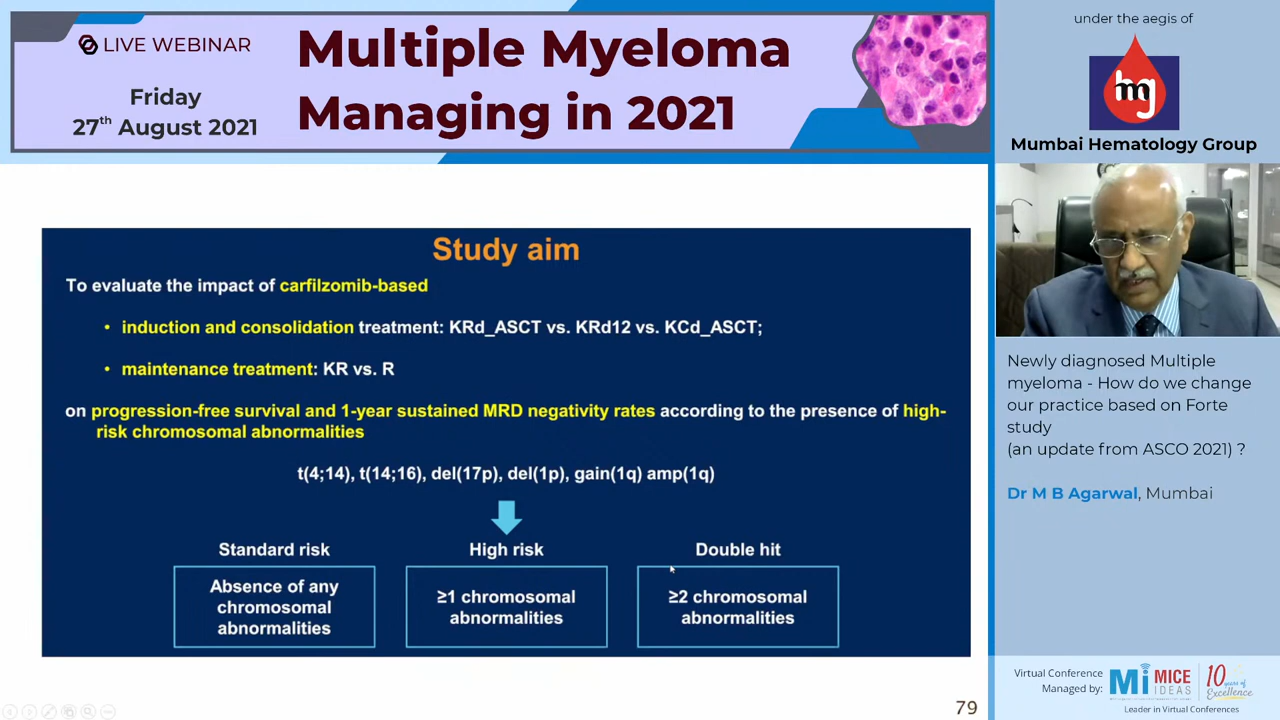 LIVE WEBINAR
Friday
27th August 2021
Multiple Myeloma
Managing in 2021
under the aegis of
hmg
Mumbai Hematology Group
Study aim
To evaluate the impact of carfilzomib-based
• induction and consolidation treatment: KRd_ASCT vs. KRd12 vs. KCd_ASCT;
• maintenance treatment: KR vs. R
on progression-free survival and 1-year sustained MRD negativity rates according to the presence of high-
risk chromosomal abnormalities
t(4;14), t(14;16), del(17p), del(1p), gain(1q) amp(1q)
Standard risk
Absence of any
chromosomal
abnormalities
High risk
≥1 chromosomal
abnormalities
Double hit
≥2 chromosomal
abnormalities
79
Newly diagnosed Multiple
myeloma - How do we change
our practice based on Forte
study
(an update from ASCO 2021) ?
Dr M B Agarwal, Mumbai
Virtual Conference
Managed by:
Mi MICE
IDEAS
10 years of
Excellence
Leader in Virtual Conferences